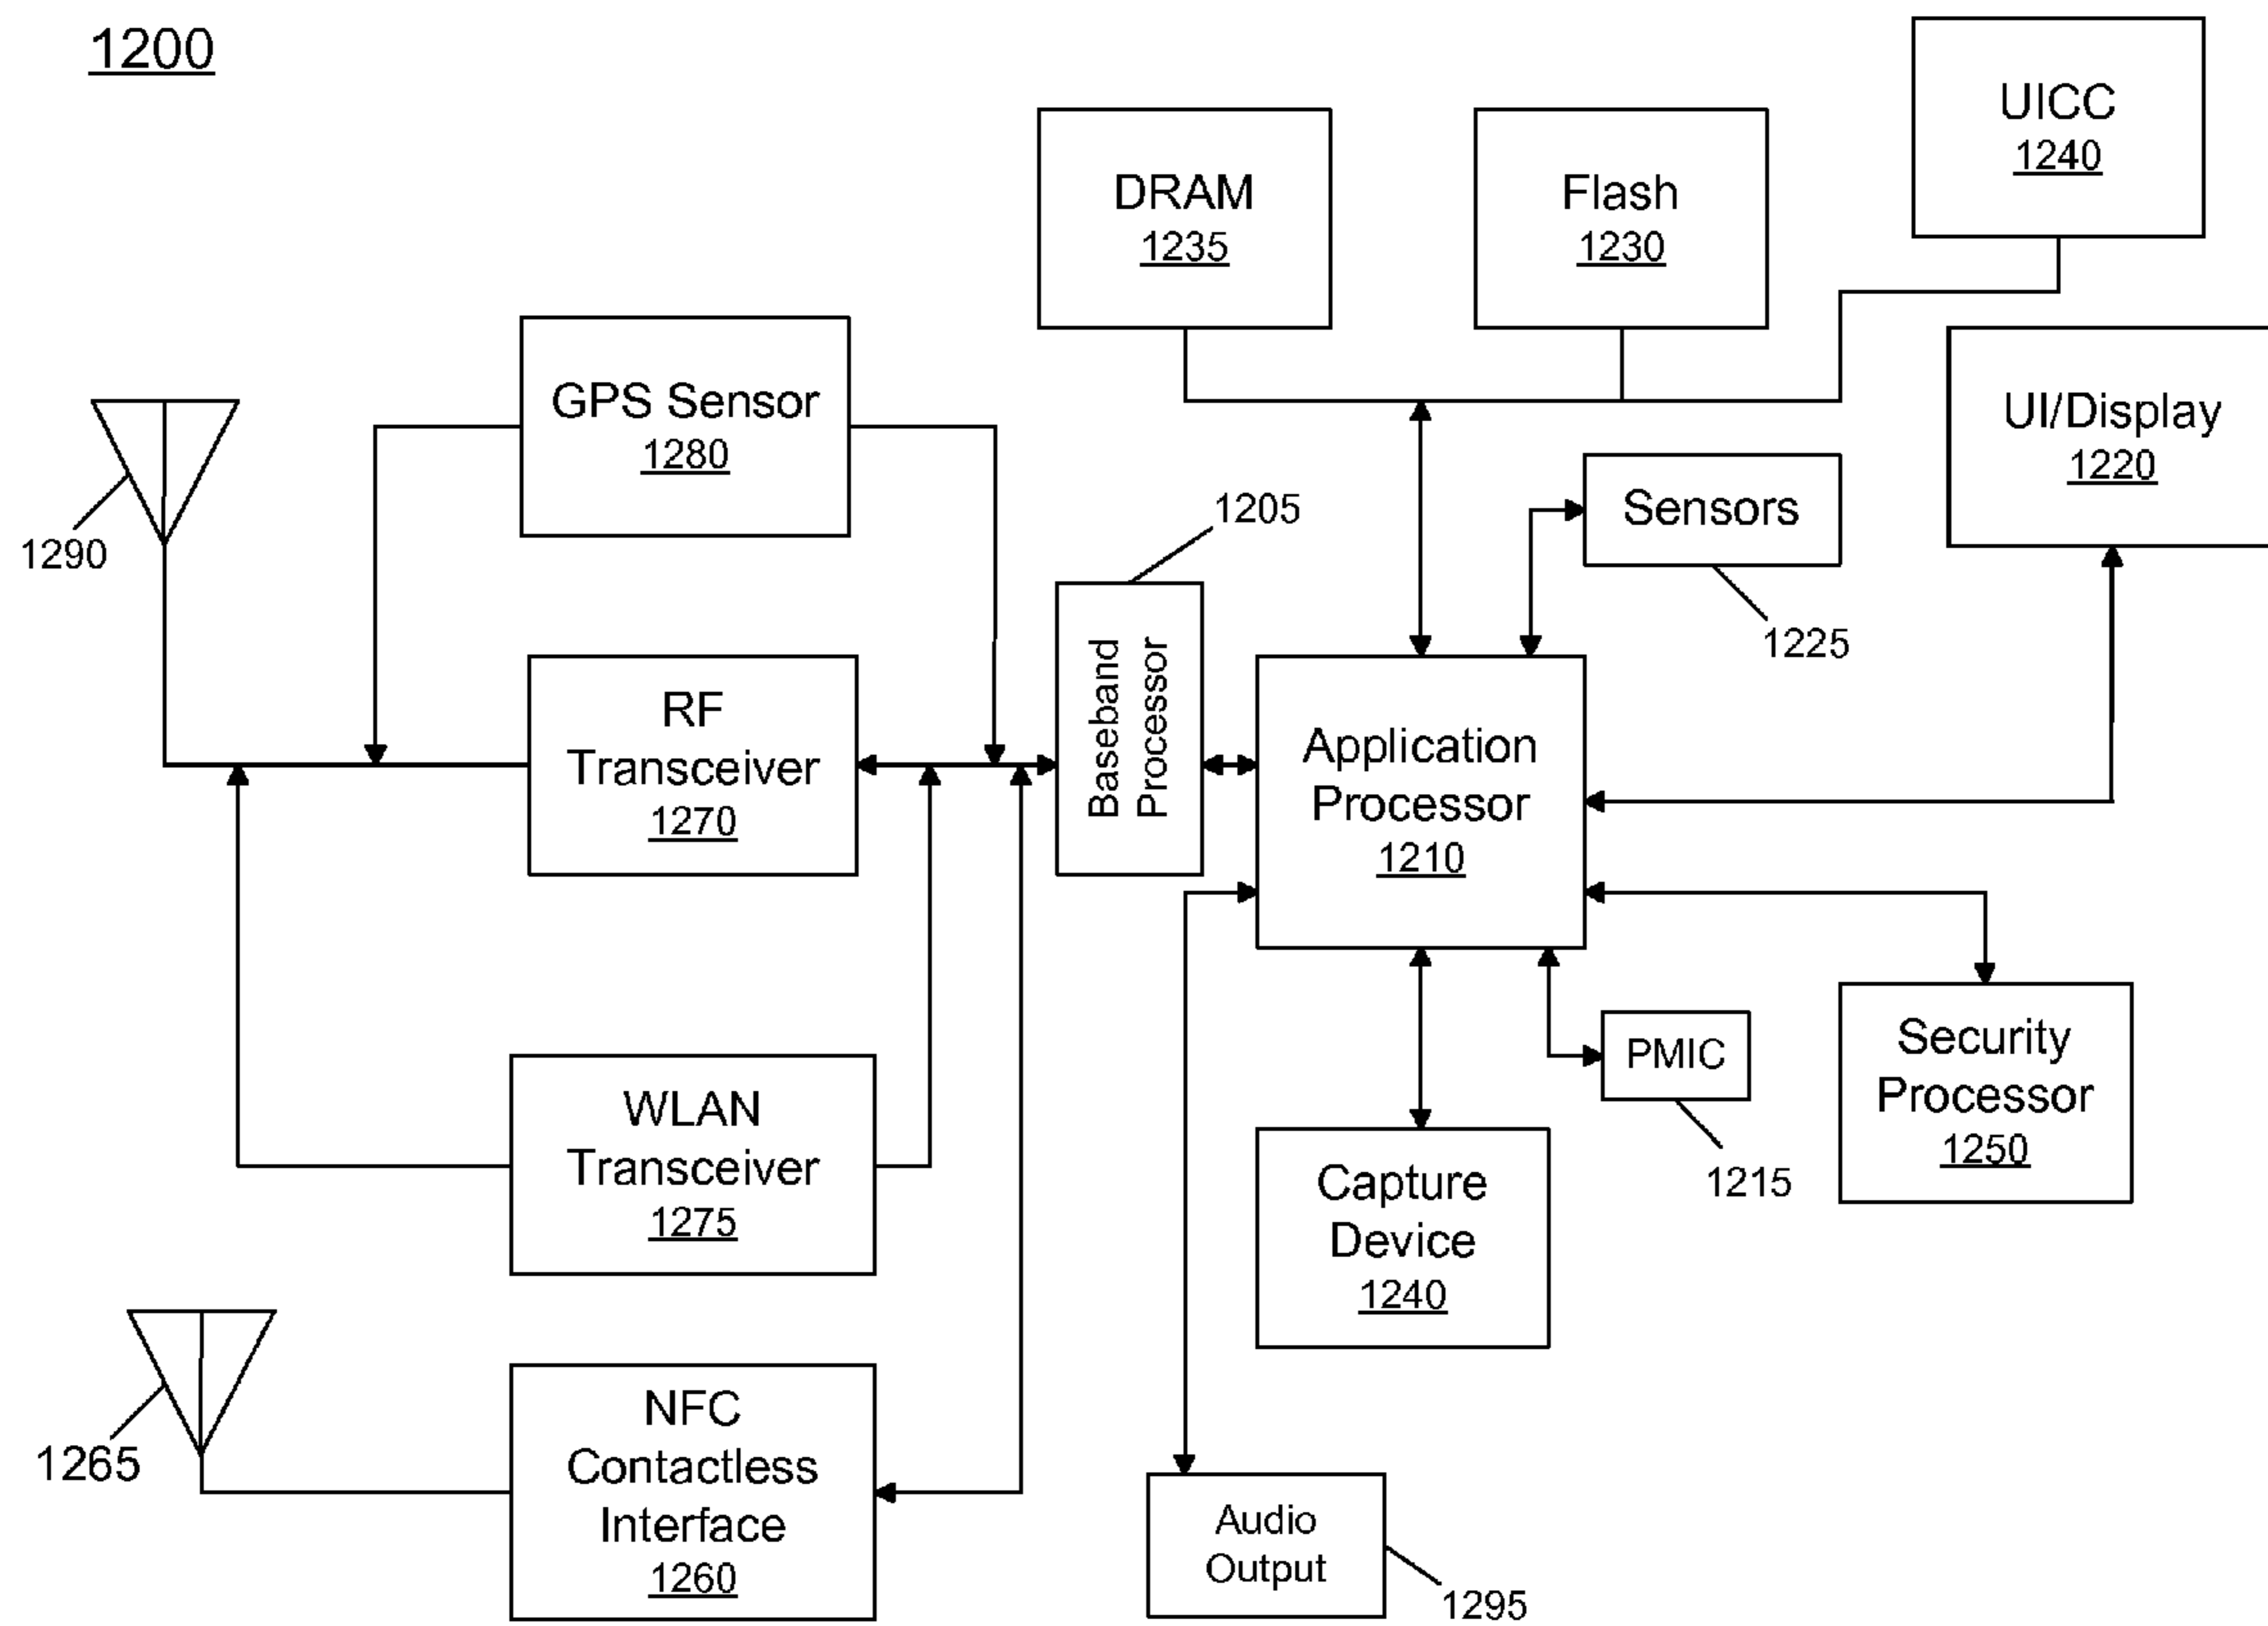 1200
UICC
1240
DRAM
1235
Flash
1230
GPS Sensor
1280
UI/Display
1220
1205
Sensors
1225
1290
RF
Transceiver
1270
Baseband
Processor
Application
Processor
1210
WLAN
Transceiver
1275
PMIC
1215
Security
Processor
1250
Capture
Device
1240
1265
NFC
Contactless
Interface
1260
Audio
Output
1295